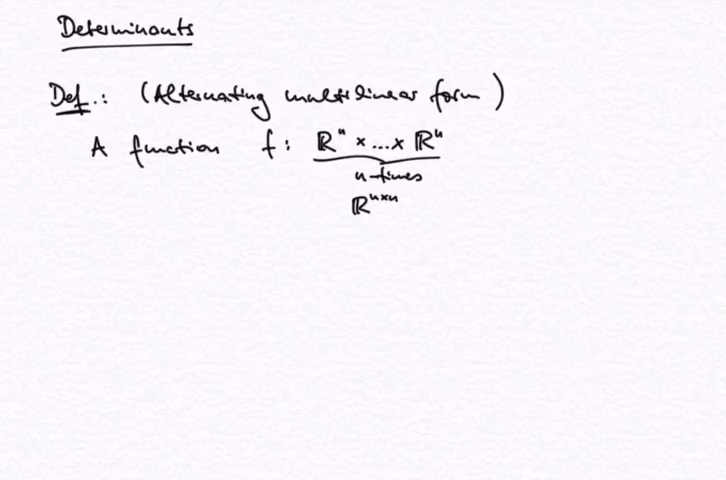 Determinants
Def.: (Alternating multilinear form)
A function f: ℝⁿ × ... × ℝⁿ
n-times
ℝⁿˣⁿ